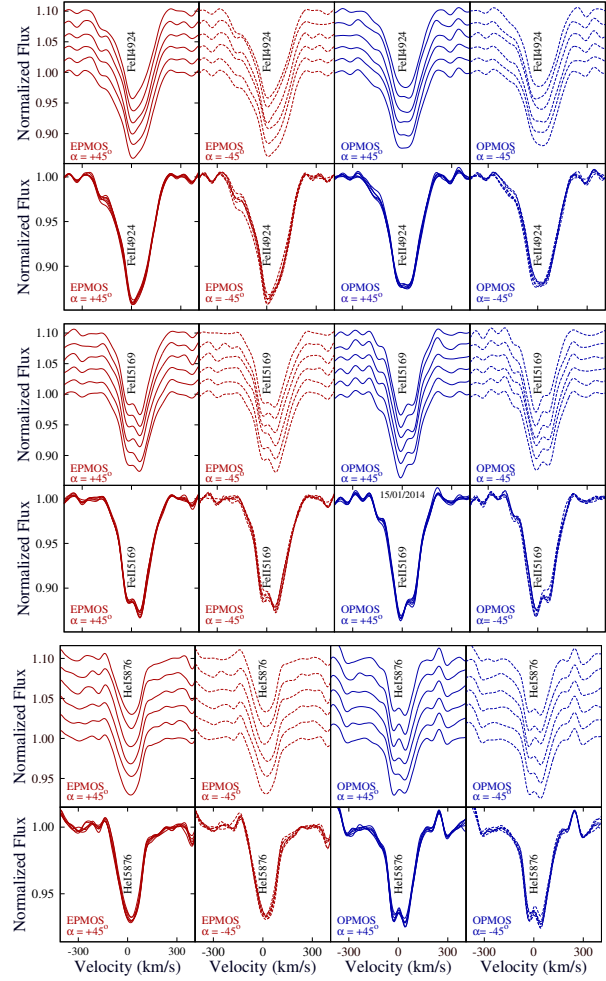 1.10 FeII4924 FeII4924 FeII4924 FeII4924
1.05
1.00
0.95
0.90
Normalized Flux
EPMOS EPMOS OPMOS OPMOS
α = +45° α = -45° α = +45° α = -45°
1.00
0.95
0.90
Normalized Flux
FeII4924 FeII4924 FeII4924 FeII4924
EPMOS EPMOS OPMOS OPMOS
α = +45° α = -45° α = +45° α = -45°
1.10
1.05
1.00
0.95
0.90
Normalized Flux
FeII5169 FeII5169 FeII5169 FeII5169
EPMOS EPMOS OPMOS OPMOS
α = +45° α = -45° α = +45° α = -45°
15/01/2014
1.00
0.95
0.90
Normalized Flux
FeII5169 FeII5169 FeII5169 FeII5169
EPMOS EPMOS OPMOS OPMOS
α = +45° α = -45° α = +45° α = -45°
1.10
1.05
1.00
0.95
Normalized Flux
HeI5876 HeI5876 HeI5876 HeI5876
EPMOS EPMOS OPMOS OPMOS
α = +45° α = -45° α = +45° α = -45°
1.00
0.95
Normalized Flux
HeI5876 HeI5876 HeI5876 HeI5876
EPMOS EPMOS OPMOS OPMOS
α = +45° α = -45° α = +45° α = -45°
-300 0 300 -300 0 300 -300 0 300 -300 0 300
Velocity (km/s) Velocity (km/s) Velocity (km/s) Velocity (km/s)